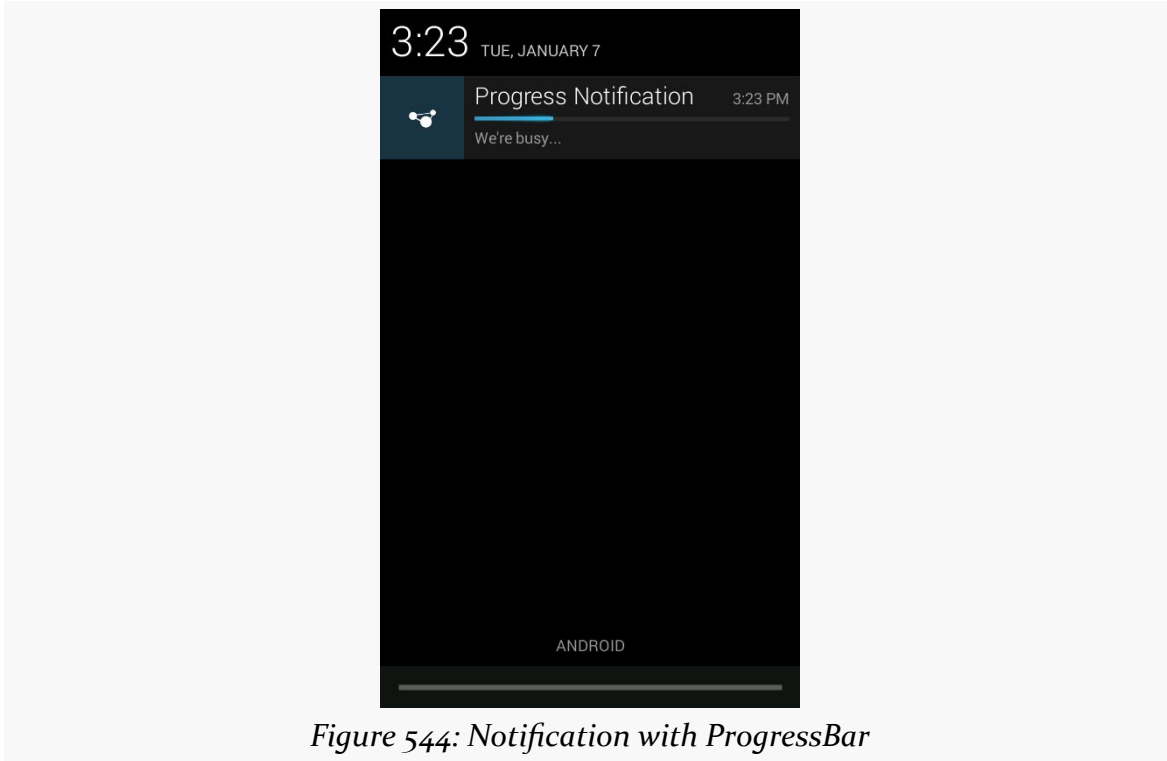 3:23 TUE, JANUARY 7
Progress Notification 3:23 PM
We're busy...
ANDROID
Figure 544: Notification with ProgressBar